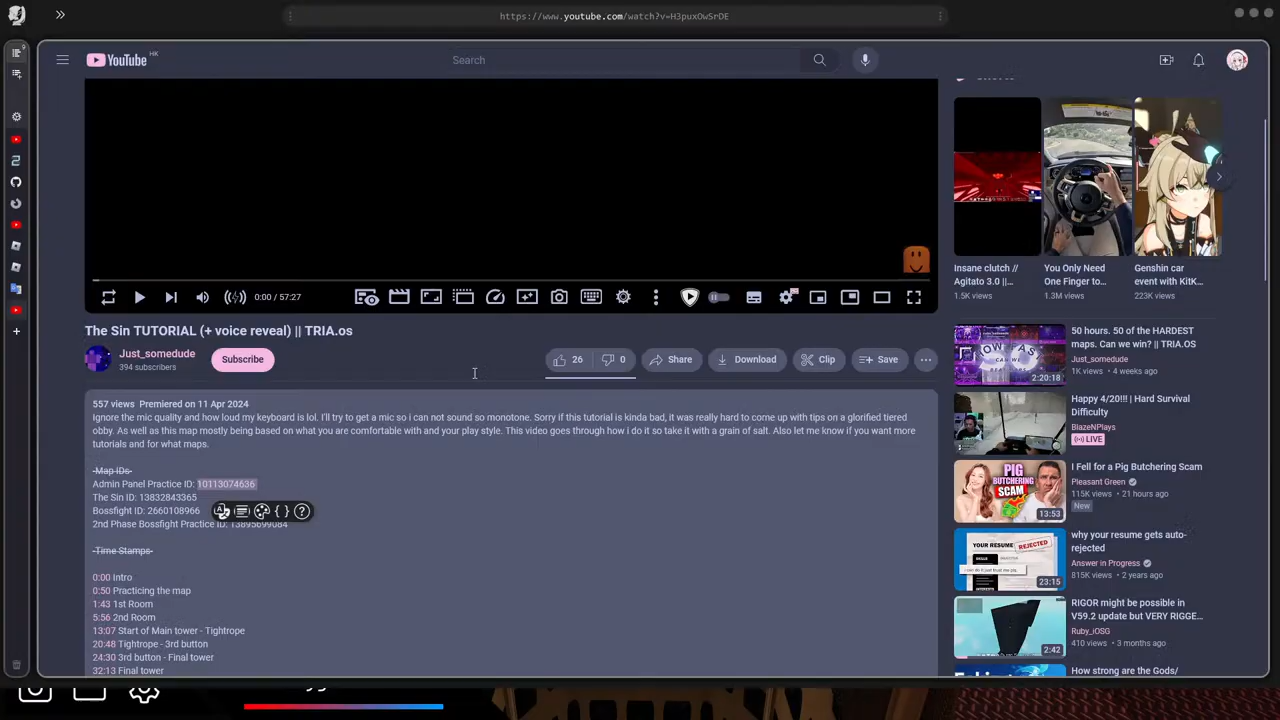 https://www.youtube.com/watch?v=H3puxOwSrDE
YouTube HK
Search
0:00 / 57:27
The Sin TUTORIAL (+ voice reveal) || TRIA.os
Just_somedude
394 subscribers
Subscribe
26
0
Share
Download
Clip
Save
557 views Premiered on 11 Apr 2024
Ignore the mic quality and how loud my keyboard is lol. I'll try to get a mic so i can not sound so monotone. Sorry if this tutorial is kinda bad, it was really hard to come up with tips on a glorified tiered
obby. As well as this map mostly being based on what you are comfortable with and your play style. This video goes through how i do it so take it with a grain of salt. Also let me know if you want more
tutorials and for what maps.
-Map IDs-
Admin Panel Practice ID: 10113074636
The Sin ID: 13832843365
Bossfight ID: 2660108966
2nd Phase Bossfight Practice ID: 13895699084
-Time Stamps-
0:00 Intro
0:50 Practicing the map
1:43 1st Room
5:56 2nd Room
13:07 Start of Main tower - Tightrope
20:48 Tightrope - 3rd button
24:30 3rd button - Final tower
32:13 Final tower
Insane clutch //
Agitato 3.0 ||...
1.5K views
You Only Need
One Finger to...
1.3M views
Genshin car
event with KitK...
223K views
50 hours. 50 of the HARDEST
maps. Can we win? || TRIA.OS
Just_somedude
1K views • 4 weeks ago
2:20:18
Happy 4/20!!! | Hard Survival
Difficulty
BlazeNPlays
LIVE
I Fell for a Pig Butchering Scam
Pleasant Green
115K views • 21 hours ago
New
PIG
BUTCHERING
SCAM
13:53
why your resume gets auto-
rejected
Answer in Progress
815K views • 2 years ago
YOUR RESUME
REJECTED
23:15
RIGOR might be possible in
V59.2 update but VERY RIGGE...
Ruby_iOSG
410 views • 3 months ago
2:42
How strong are the Gods/